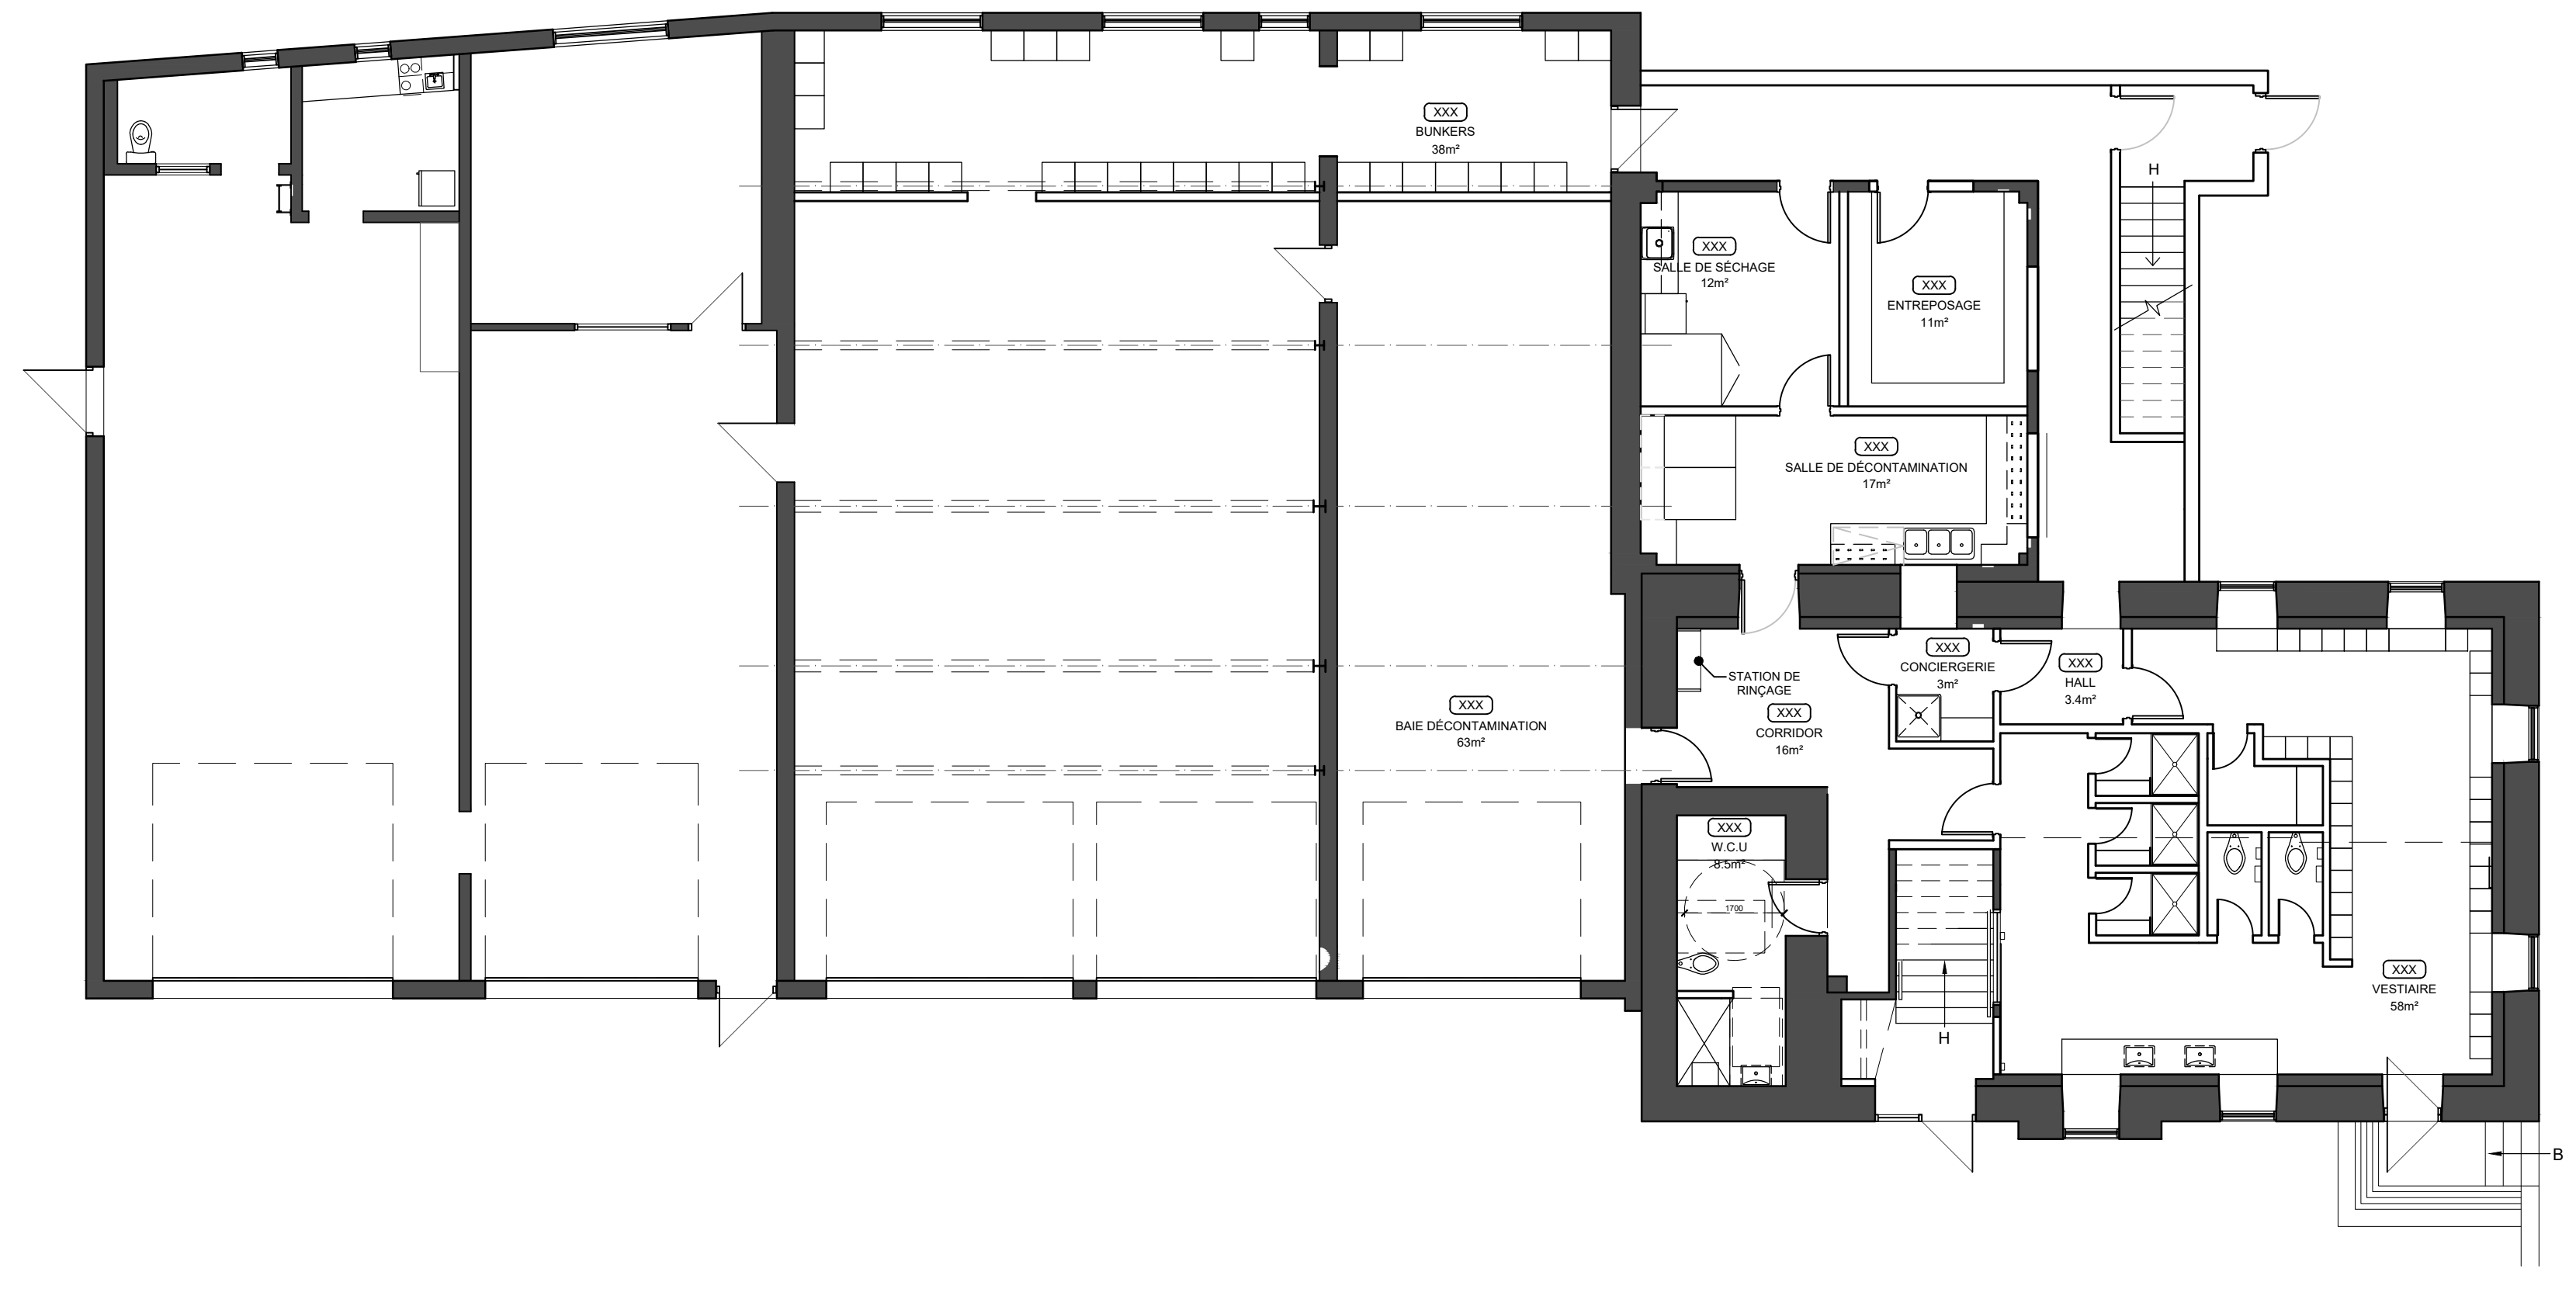 XXX
BUNKERS
38m²
H
XXX
SALLE DE SÉCHAGE
12m²
XXX
ENTREPOSAGE
11m²
XXX
SALLE DE DÉCONTAMINATION
17m²
XXX
CONCIERGERIE
3m²
XXX
HALL
3.4m²
STATION DE
RINÇAGE
XXX
CORRIDOR
16m²
XXX
BAIE DÉCONTAMINATION
63m²
XXX
W.C.U
8.5m²
1700
XXX
VESTIAIRE
58m²
H
B